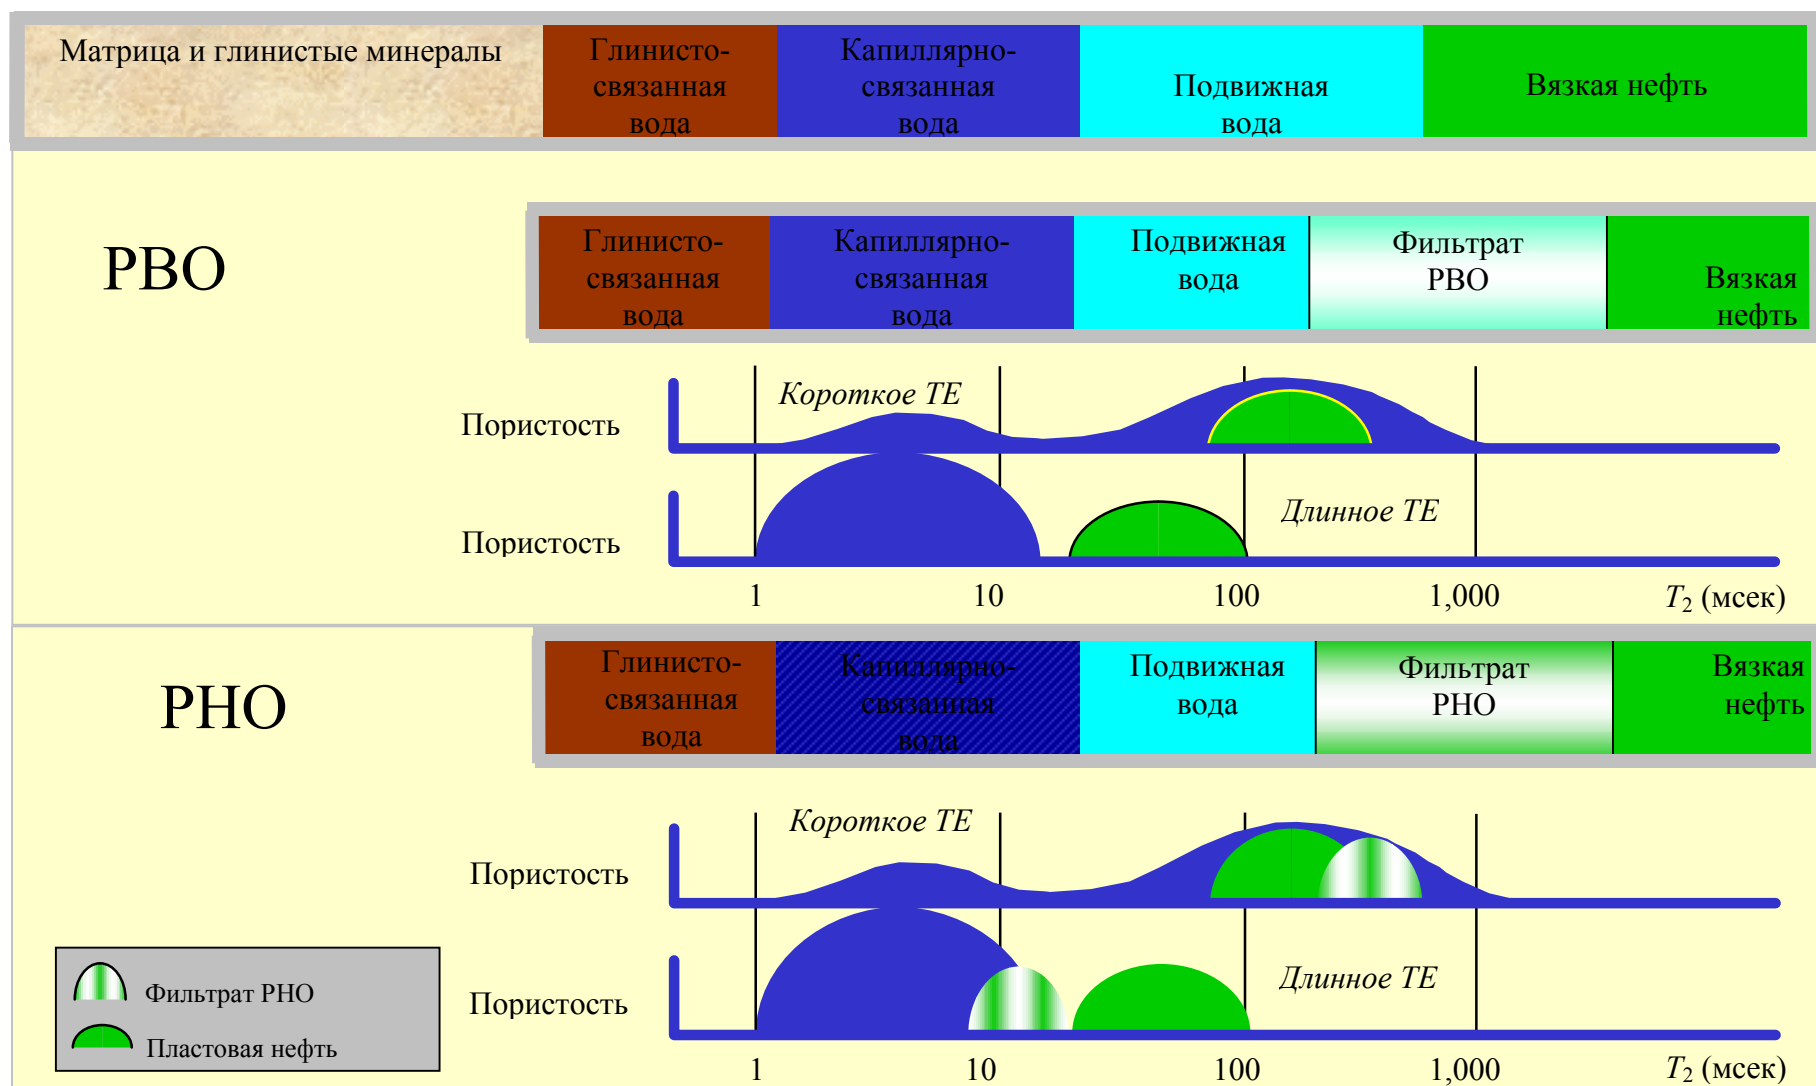 Матрица и глинистые минералы
Глинисто-
связанная
вода
Капиллярно-
связанная
вода
Подвижная
вода
Вязкая нефть
РВО
Глинисто-
связанная
вода
Капиллярно-
связанная
вода
Подвижная
вода
Фильтрат
РВО
Вязкая
нефть
Короткое TE
Пористость
Длинное TE
Пористость
1
10
100
1,000
T2 (мсек)
РНО
Глинисто-
связанная
вода
Капиллярно-
связанная
вода
Подвижная
вода
Фильтрат
РНО
Вязкая
нефть
Короткое TE
Пористость
Длинное TE
Пористость
Фильтрат РНО
Пластовая нефть
1
10
100
1,000
T2 (мсек)